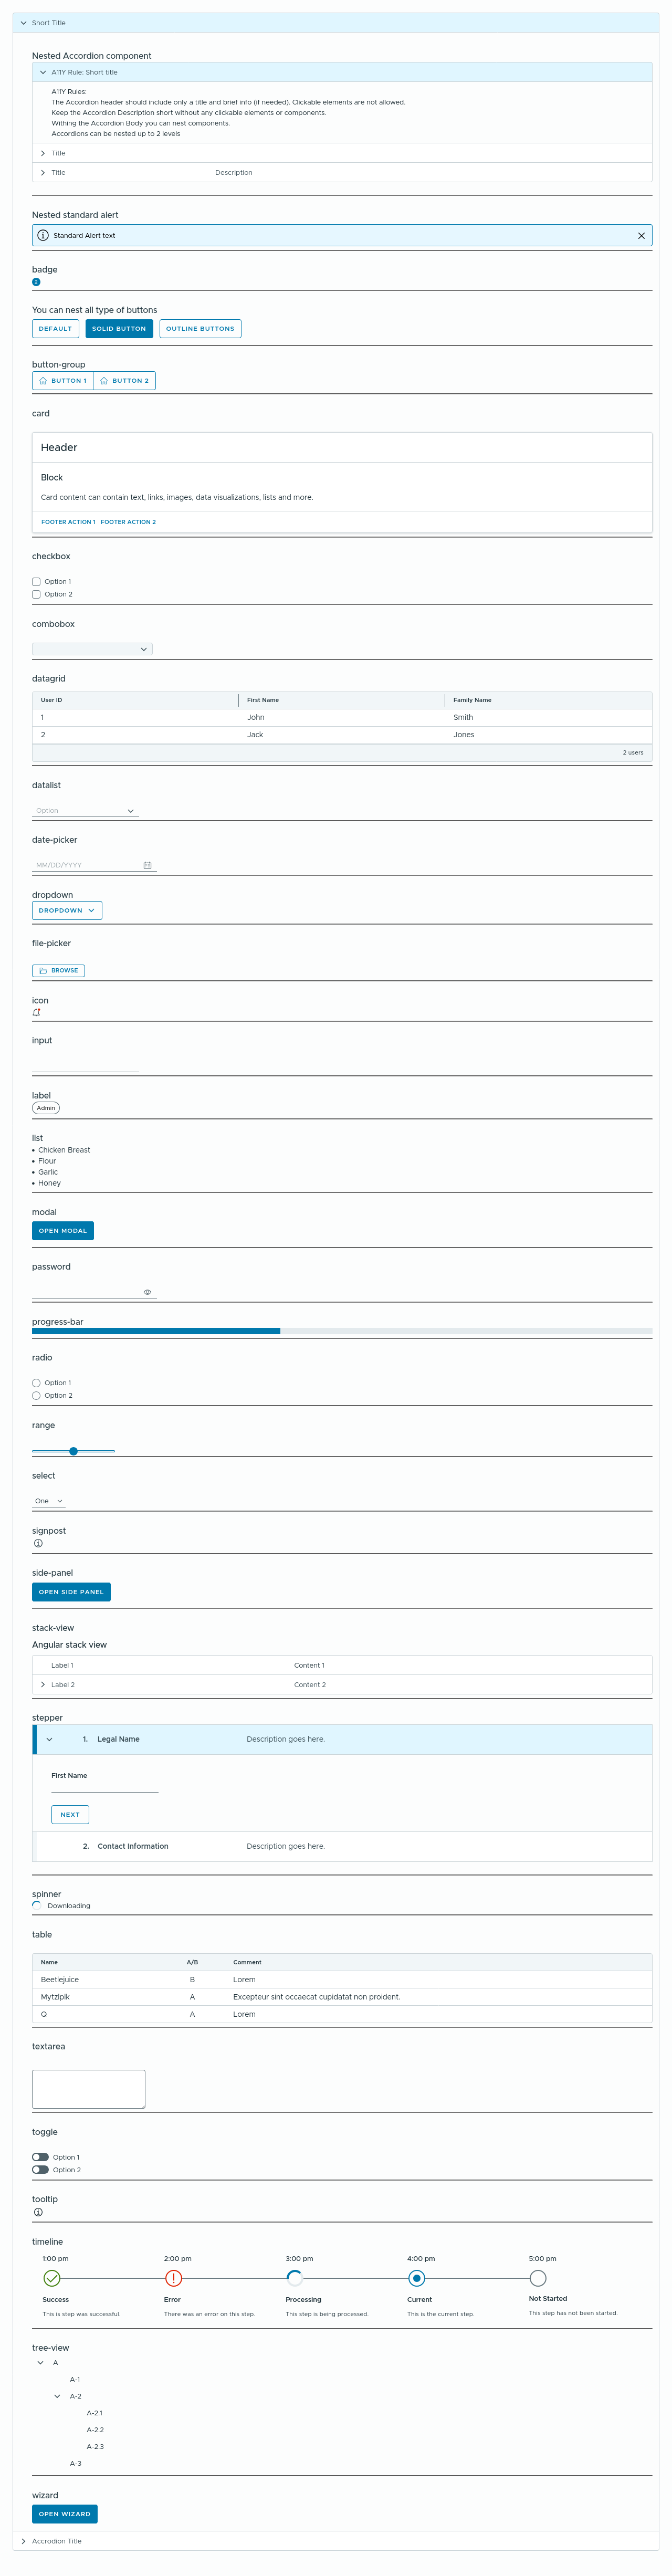 Short Title
Nested Accordion component
A11Y Rule: Short title
A11Y Rules:
The Accordion header should include only a title and brief info (if needed). Clickable elements are not allowed.
Keep the Accordion Description short without any clickable elements or components.
Withing the Accordion Body you can nest components.
Accordions can be nested up to 2 levels
Title
Title Description
Nested standard alert
Standard Alert text
badge
2
You can nest all type of buttons
DEFAULT SOLID BUTTON OUTLINE BUTTONS
button-group
BUTTON 1 BUTTON 2
card
Header
Block
Card content can contain text, links, images, data visualizations, lists and more.
FOOTER ACTION 1 FOOTER ACTION 2
checkbox
Option 1
Option 2
combobox
datagrid
User ID First Name Family Name
1 John Smith
2 Jack Jones
2 users
datalist
Option
date-picker
MM/DD/YYYY
dropdown
DROPDOWN
file-picker
BROWSE
icon
input
label
Admin
list
• Chicken Breast
• Flour
• Garlic
• Honey
modal
OPEN MODAL
password
progress-bar
radio
Option 1
Option 2
range
select
One
signpost
side-panel
OPEN SIDE PANEL
stack-view
Angular stack view
Label 1 Content 1
Label 2 Content 2
stepper
1. Legal Name Description goes here.
First Name
NEXT
2. Contact Information Description goes here.
spinner
Downloading
table
Name A/B Comment
Beetlejuice B Lorem
Mytzlplk A Excepteur sint occaecat cupidatat non proident.
Q A Lorem
textarea
toggle
Option 1
Option 2
tooltip
timeline
1:00 pm 2:00 pm 3:00 pm 4:00 pm 5:00 pm
Success Error Processing Current Not Started
This is step was successful. There was an error on this step. This step is being processed. This is the current step. This step has not been started.
tree-view
A
A-1
A-2
A-2.1
A-2.2
A-2.3
A-3
wizard
OPEN WIZARD
Accrodion Title